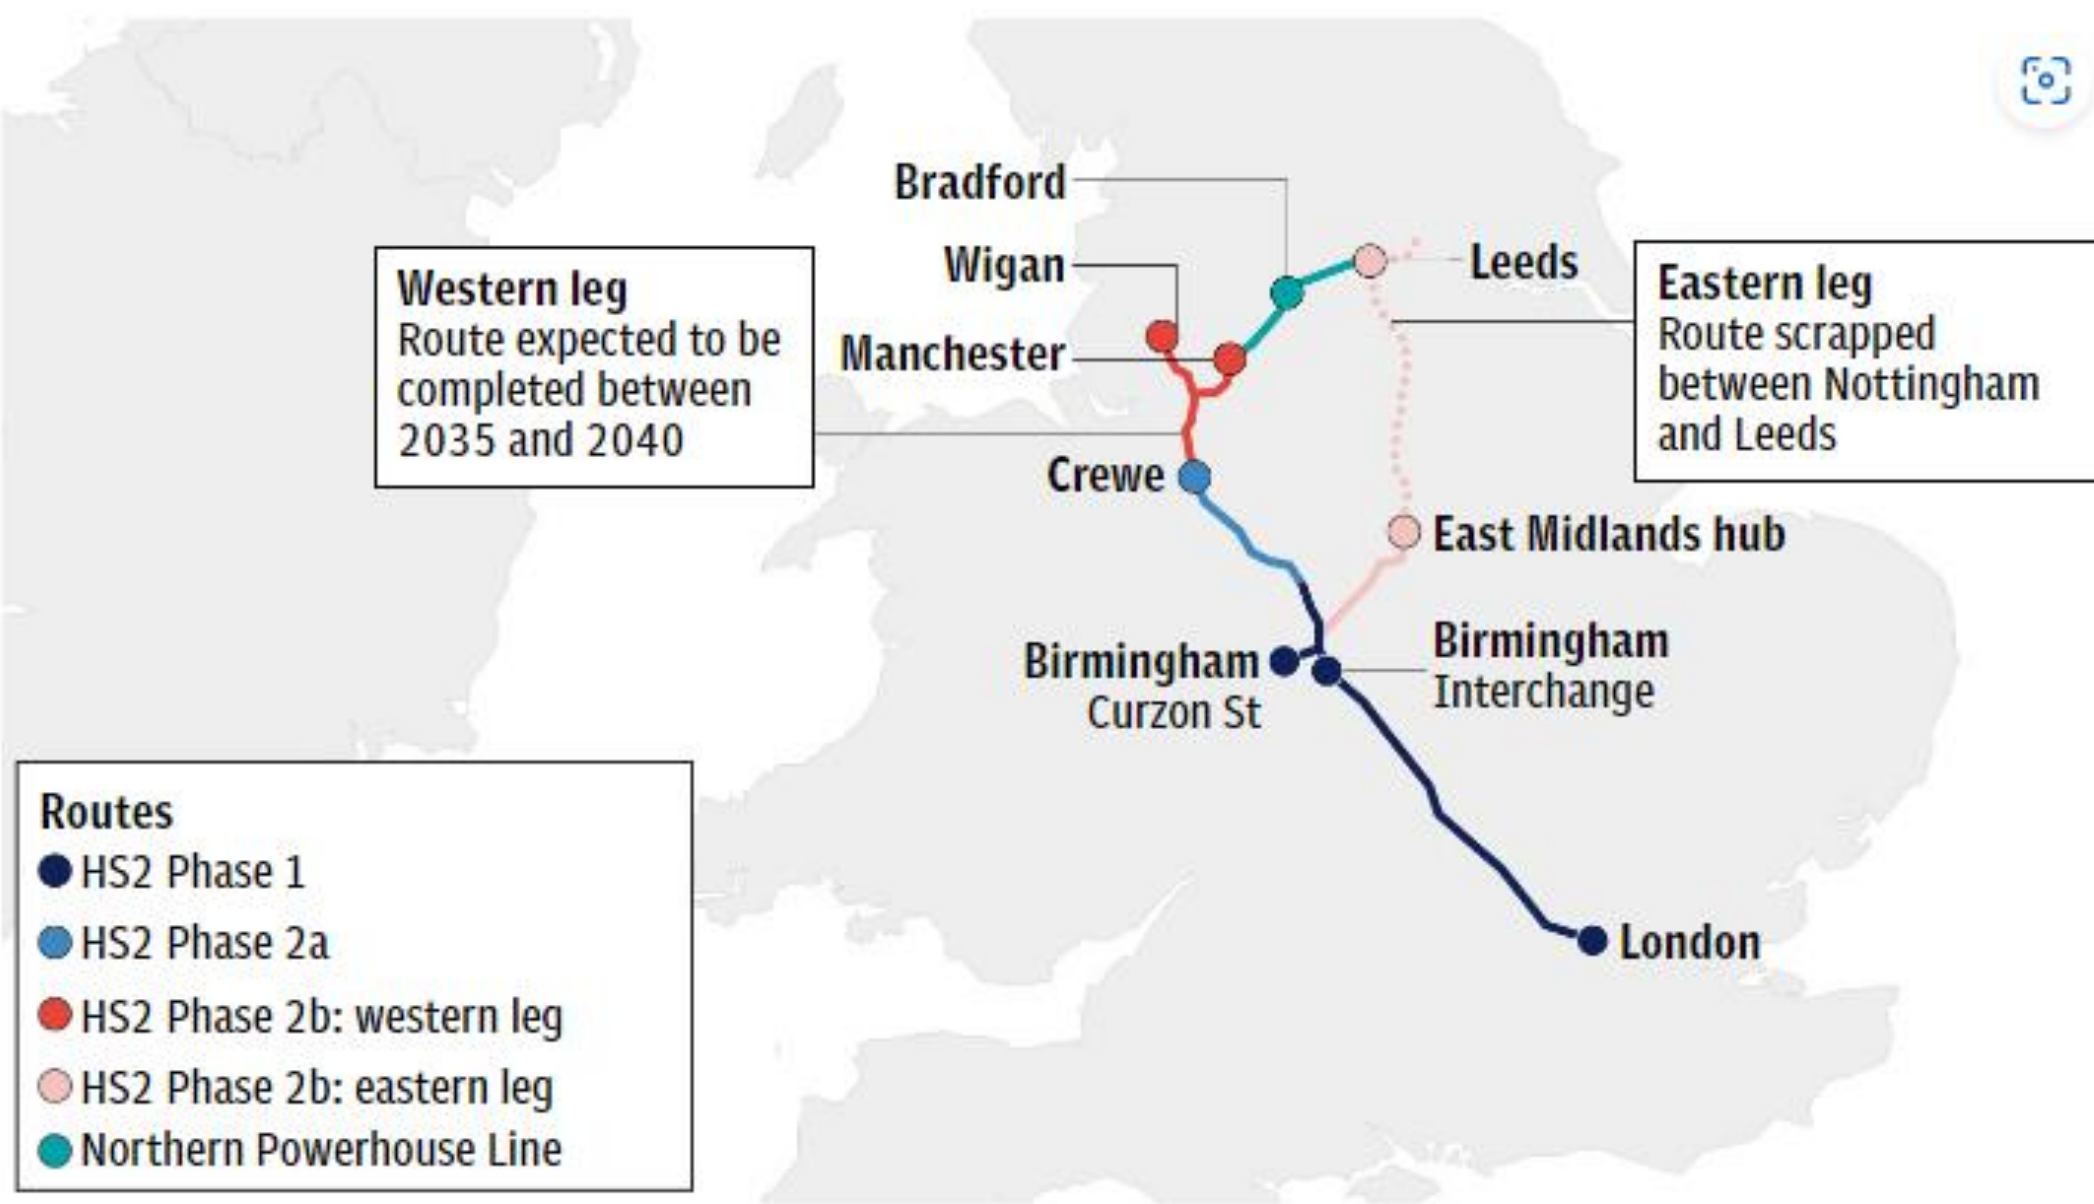 Bradford
Wigan
Manchester
Leeds
Western leg
Route expected to be
completed between
2035 and 2040
Eastern leg
Route scrapped
between Nottingham
and Leeds
Crewe
East Midlands hub
Birmingham
Curzon St
Birmingham
Interchange
London
Routes
HS2 Phase 1
HS2 Phase 2a
HS2 Phase 2b: western leg
HS2 Phase 2b: eastern leg
Northern Powerhouse Line